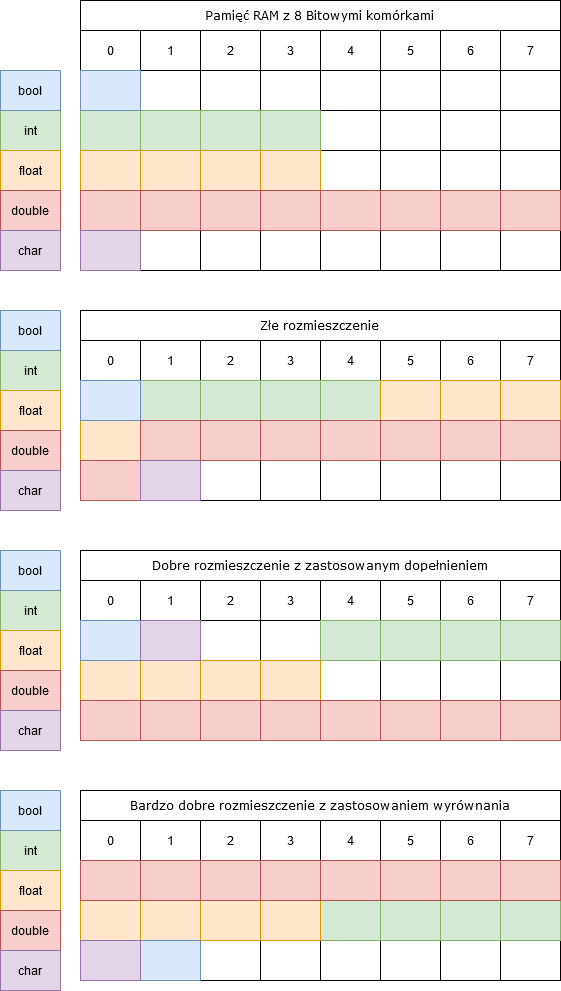 Pamięć RAM z 8 Bitowymi komórkami
0 1 2 3 4 5 6 7
bool
int
float
double
char
Złe rozmieszczenie
0 1 2 3 4 5 6 7
bool
int
float
double
char
Dobre rozmieszczenie z zastosowanym dopełnieniem
0 1 2 3 4 5 6 7
bool
int
float
double
char
Bardzo dobre rozmieszczenie z zastosowaniem wyrównania
0 1 2 3 4 5 6 7
bool
int
float
double
char